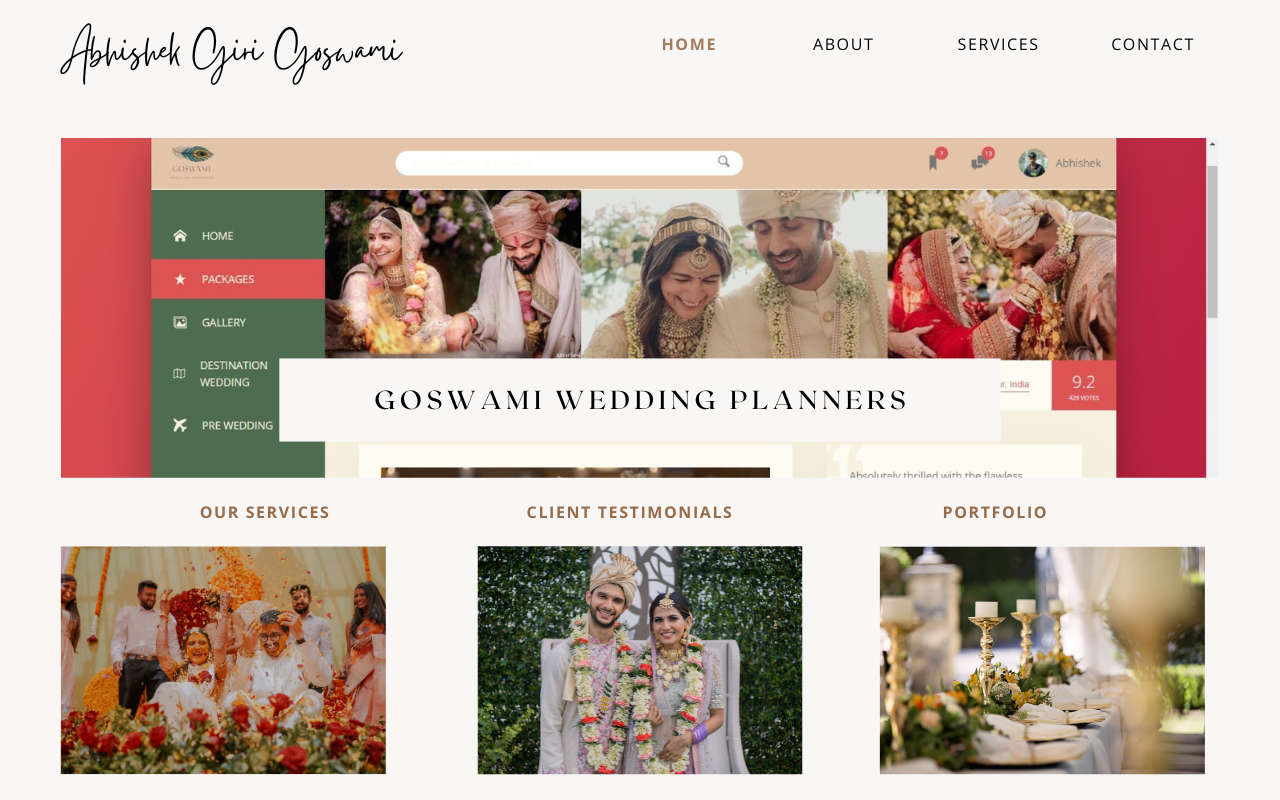 Abhishek Giri Goswami
HOME
ABOUT
SERVICES
CONTACT
GOSWAMI
7
13
Abhishek
HOME
PACKAGES
GALLERY
DESTINATION
WEDDING
PRE WEDDING
India
9.2
429 VOTES
GOSWAMI WEDDING PLANNERS
Absolutely thrilled with the flawless
OUR SERVICES
CLIENT TESTIMONIALS
PORTFOLIO